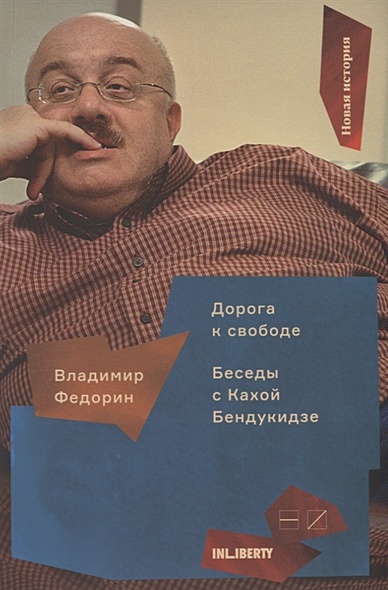 Новая история
Дорога
к свободе
Владимир
Федорин
Беседы
с Кахой
Бендукидзе
INLIBERTY